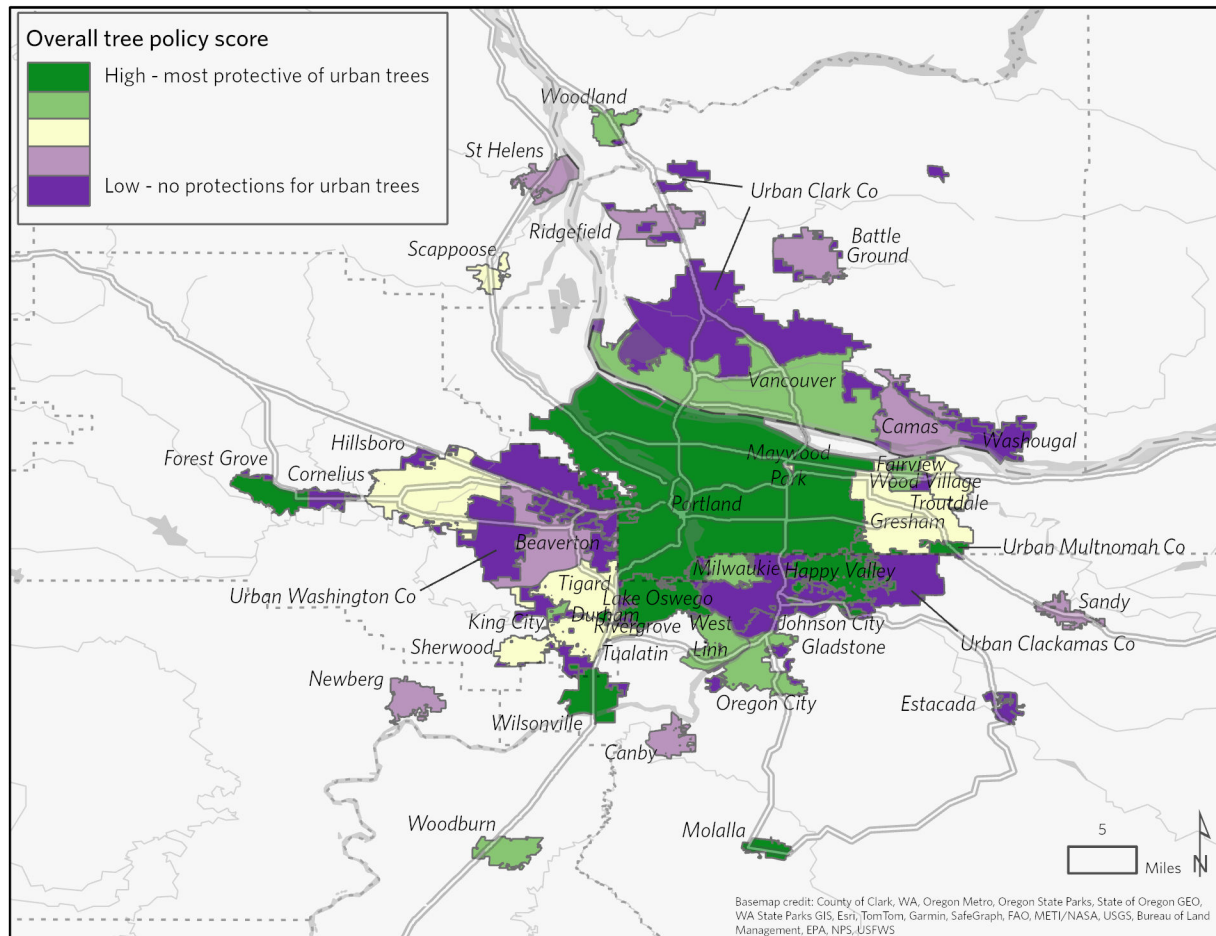 Overall tree policy score
High - most protective of urban trees
Low - no protections for urban trees
Woodland
St Helens
Urban Clark Co
Ridgefield
Battle
Ground
Scappoose
Vancouver
Camas
Washougal
Hillsboro
Forest Grove
Cornelius
Maywood
Park
Fairview
Wood Village
Troutdale
Portland
Gresham
Beaverton
Urban Multnomah Co
Milwaukie
Happy Valley
Tigard
Urban Washington Co
Lake Oswego
Sandy
King City
Durham
Rivergrove
West
Linn
Johnson City
Sherwood
Tualatin
Gladstone
Urban Clackamas Co
Newberg
Oregon City
Estacada
Wilsonville
Canby
Woodburn
Molalla
5
Miles
N
Basemap credit: County of Clark, WA, Oregon Metro, Oregon State Parks, State of Oregon GEO,
WA State Parks GIS, Esri, TomTom, Garmin, SafeGraph, FAO, METI/NASA, USGS, Bureau of Land
Management, EPA, NPS, USFWS